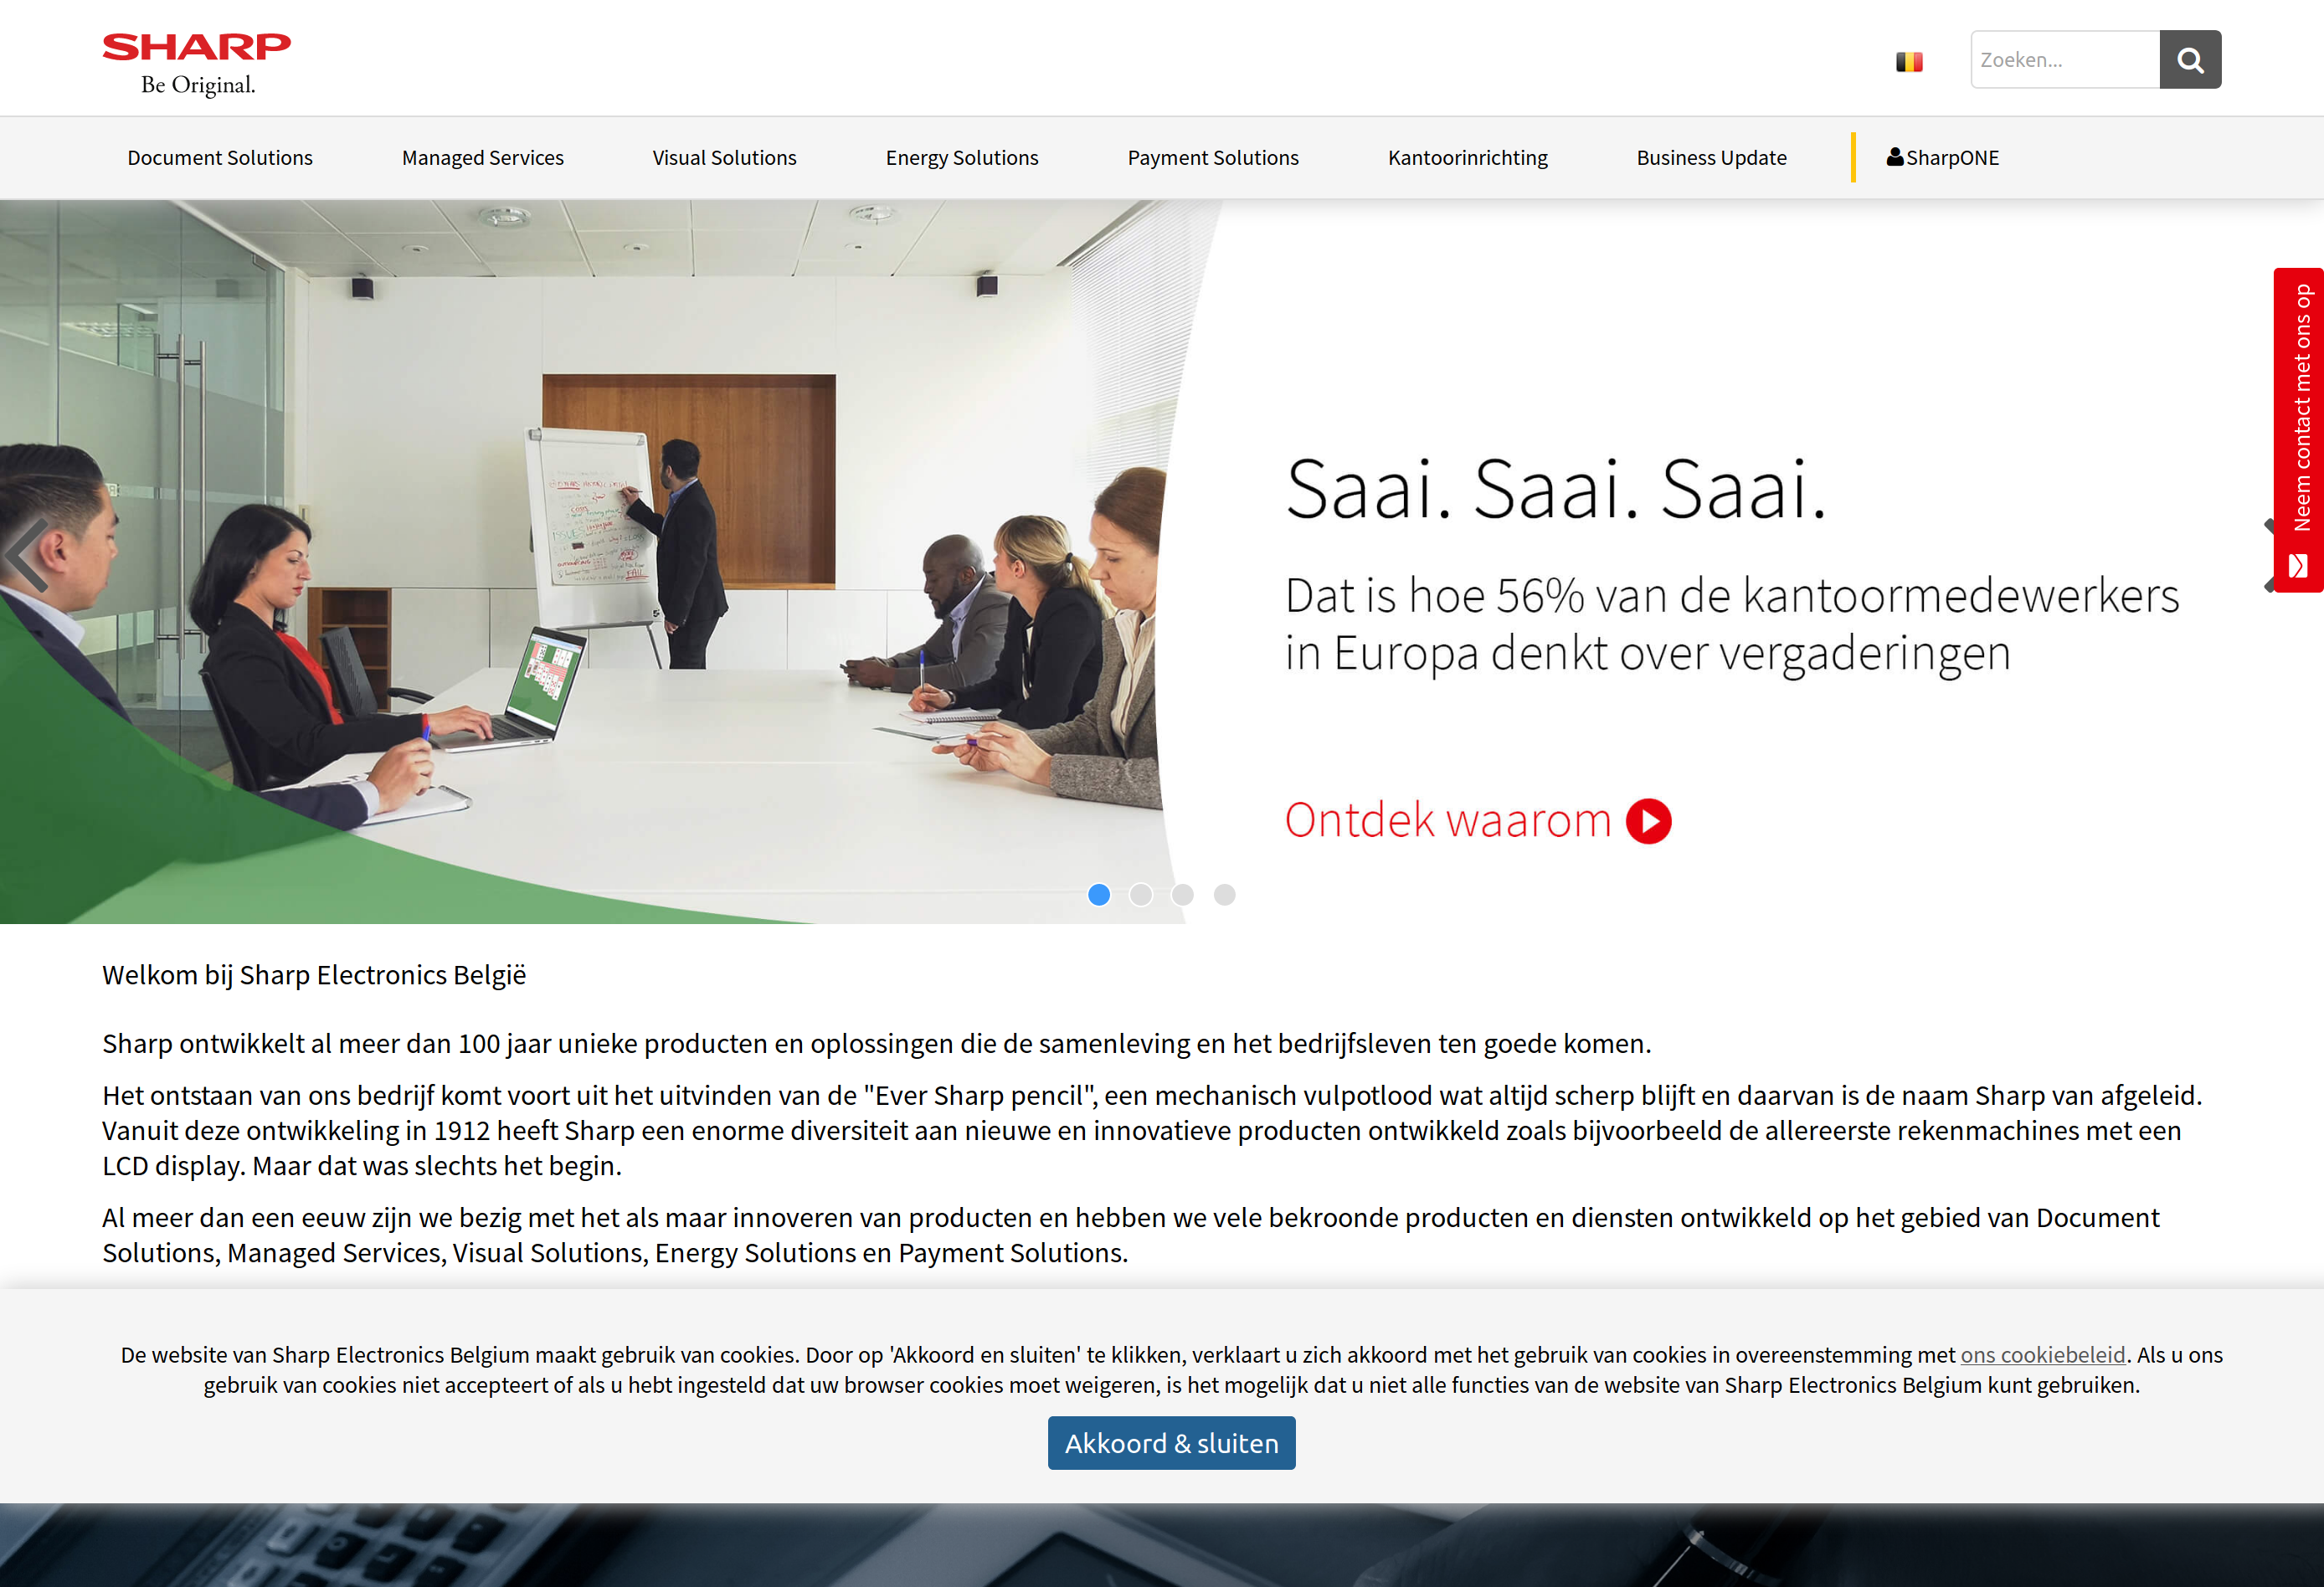 SHARP
Be Original.
Zoeken...
Document Solutions
Managed Services
Visual Solutions
Energy Solutions
Payment Solutions
Kantoorinrichting
Business Update
SharpONE
Neem contact met ons op
Saai. Saai. Saai.
Dat is hoe 56% van de kantoormedewerkers
in Europa denkt over vergaderingen
Ontdek waarom
Welkom bij Sharp Electronics België
Sharp ontwikkelt al meer dan 100 jaar unieke producten en oplossingen die de samenleving en het bedrijfsleven ten goede komen.
Het ontstaan van ons bedrijf komt voort uit het uitvinden van de "Ever Sharp pencil", een mechanisch vulpotlood wat altijd scherp blijft en daarvan is de naam Sharp van afgeleid.
Vanuit deze ontwikkeling in 1912 heeft Sharp een enorme diversiteit aan nieuwe en innovatieve producten ontwikkeld zoals bijvoorbeeld de allereerste rekenmachines met een
LCD display. Maar dat was slechts het begin.
Al meer dan een eeuw zijn we bezig met het als maar innoveren van producten en hebben we vele bekroonde producten en diensten ontwikkeld op het gebied van Document
Solutions, Managed Services, Visual Solutions, Energy Solutions en Payment Solutions.
De website van Sharp Electronics Belgium maakt gebruik van cookies. Door op 'Akkoord en sluiten' te klikken, verklaart u zich akkoord met het gebruik van cookies in overeenstemming met ons cookiebeleid. Als u ons
gebruik van cookies niet accepteert of als u hebt ingesteld dat uw browser cookies moet weigeren, is het mogelijk dat u niet alle functies van de website van Sharp Electronics Belgium kunt gebruiken.
Akkoord & sluiten